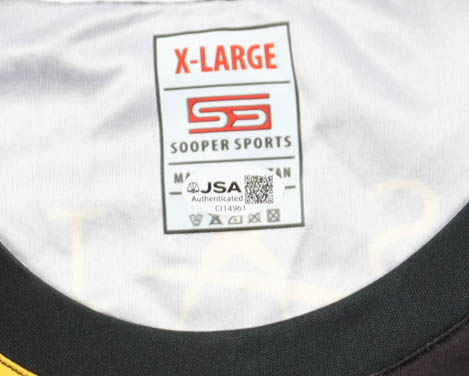 X-LARGE
SOOPER SPORTS
JSA
Authenticated
CI14961